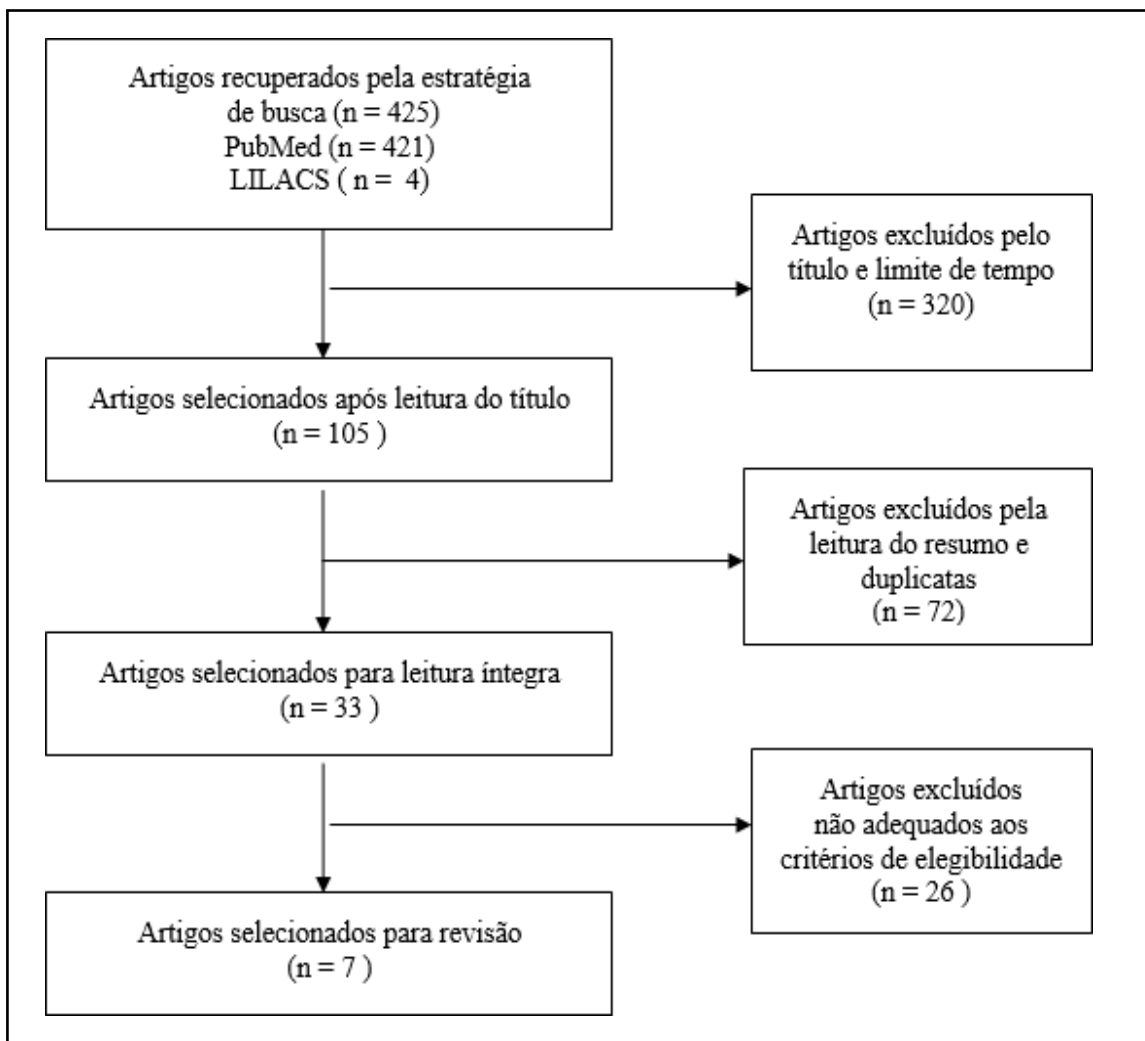 Artigos recuperados pela estratégia
de busca (n = 425)
PubMed (n = 421)
LILACS ( n =  4)
Artigos excluídos pelo
título e limite de tempo
(n = 320)
Artigos selecionados após leitura do título
(n = 105 )
Artigos excluídos pela
leitura do resumo e
duplicatas
(n = 72)
Artigos selecionados para leitura íntegra
(n = 33 )
Artigos excluídos
não adequados aos
critérios de elegibilidade
(n = 26 )
Artigos selecionados para revisão
(n = 7 )